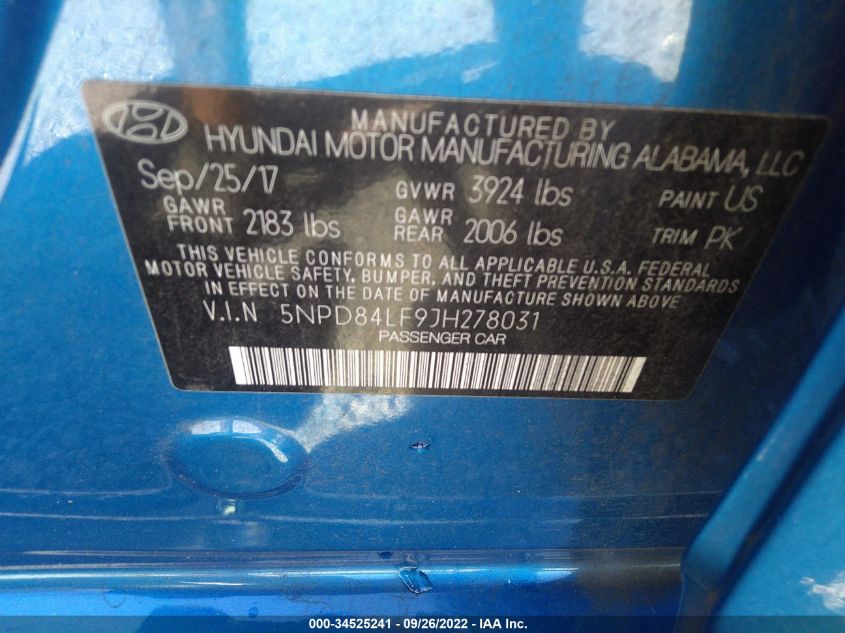 MANUFACTURED BY
HYUNDAI MOTOR MANUFACTURING ALABAMA, LLC
Sep/25/17 GVWR 3924 lbs PAINT US
GAWR FRONT 2183 lbs GAWR REAR 2006 lbs TRIM PK
THIS VEHICLE CONFORMS TO ALL APPLICABLE U.S.A. FEDERAL
MOTOR VEHICLE SAFETY, BUMPER, AND THEFT PREVENTION STANDARDS
IN EFFECT ON THE DATE OF MANUFACTURE SHOWN ABOVE
V.I.N 5NPD84LF9JH278031
PASSENGER CAR
000-34525241 - 09/26/2022 - IAA Inc.